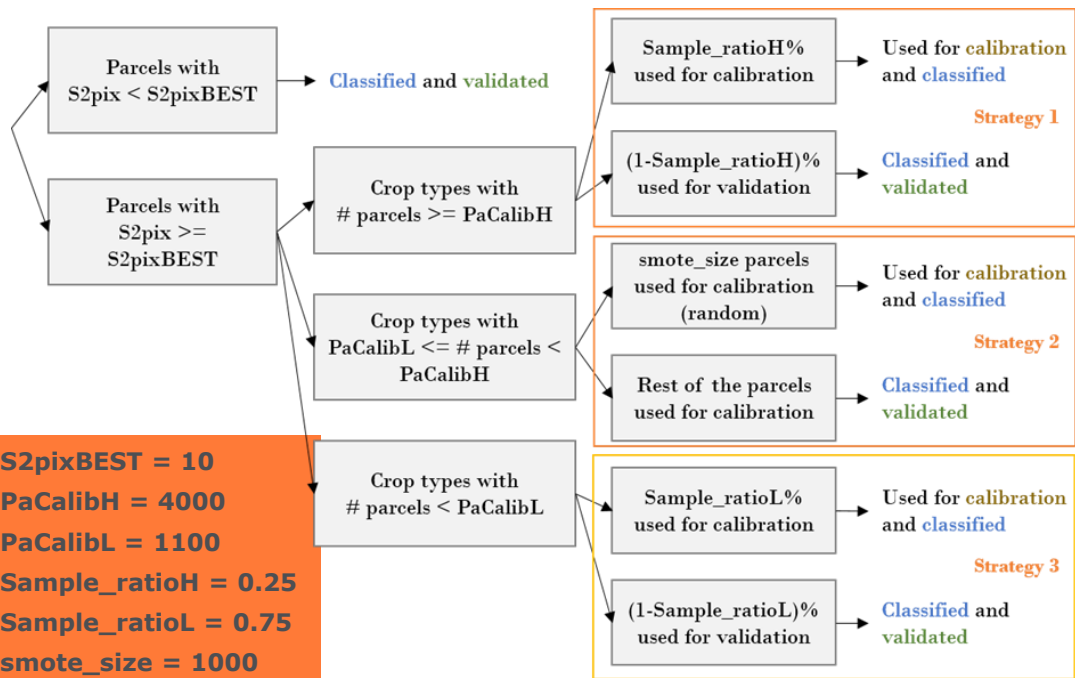 Parcels with
S2pix < S2pixBEST
Classified and validated
Parcels with
S2pix >=
S2pixBEST
Crop types with
# parcels >= PaCalibH
Sample_ratioH%
used for calibration
Used for calibration
and classified
Strategy 1
(1-Sample_ratioH)%
used for validation
Classified and
validated
Crop types with
PaCalibL <= # parcels <
PaCalibH
smote_size parcels
used for calibration
(random)
Used for calibration
and classified
Strategy 2
Rest of the parcels
used for calibration
Classified and
validated
Crop types with
# parcels < PaCalibL
Sample_ratioL%
used for calibration
Used for calibration
and classified
Strategy 3
(1-Sample_ratioL)%
used for validation
Classified and
validated
S2pixBEST = 10
PaCalibH = 4000
PaCalibL = 1100
Sample_ratioH = 0.25
Sample_ratioL = 0.75
smote_size = 1000